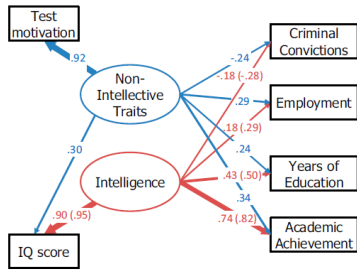 Test
motivation
Criminal
Convictions
.92
-.24
Non-
Intellective
Traits
-.18 (-.28)
.29
Employment
.18 (.29)
.24
.30
Intelligence
.43 (.50)
Years of
Education
.34
.90 (.95)
.74 (.82)
Academic
Achievement
IQ score